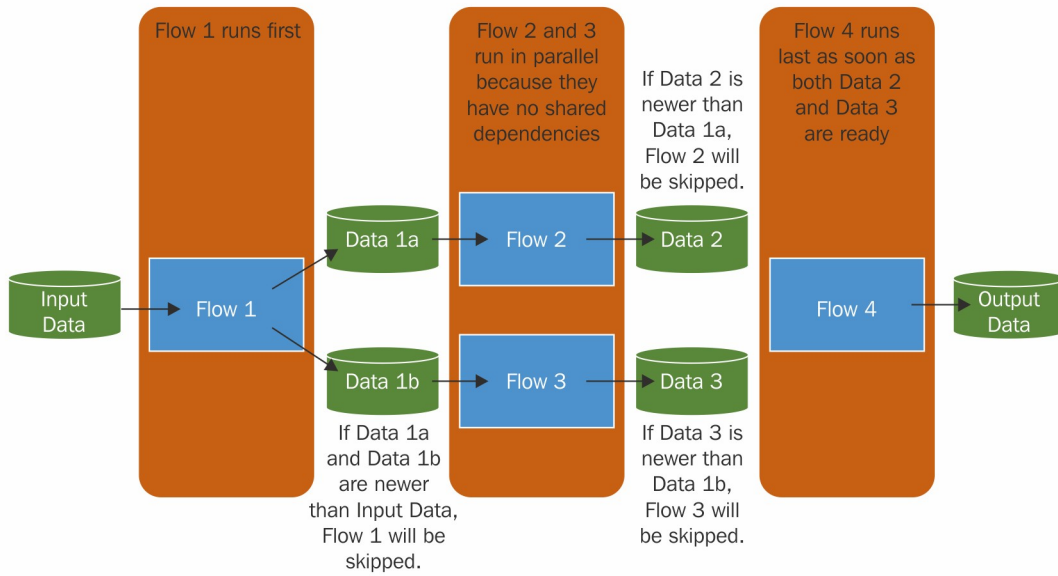 Flow 1 runs first
Flow 2 and 3
run in parallel
because they
have no shared
dependencies
If Data 2 is
newer than
Data 1a,
Flow 2 will
be skipped.
Flow 4 runs
last as soon as
both Data 2
and Data 3
are ready
Input
Data
Flow 1
Data 1a
Flow 2
Data 2
Data 1b
Flow 3
Data 3
Flow 4
Output
Data
If Data 1a
and Data 1b
are newer
than Input Data,
Flow 1 will be
skipped.
If Data 3 is
newer than
Data 1b,
Flow 3 will
be skipped.